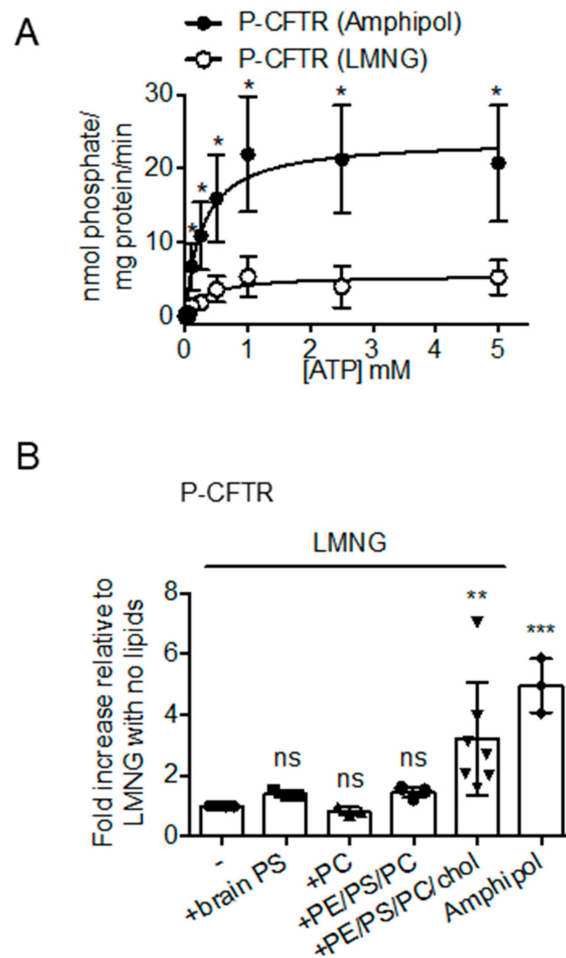 A
P-CFTR (Amphipol)
P-CFTR (LMNG)
nmol phosphate/
mg protein/min
30
20
10
0
* * * * * *
0 1 2 3 4 5
[ATP] mM
B
P-CFTR
LMNG
Fold increase relative to
LMNG with no lipids
8
6
4
2
0
ns
ns
ns
**
***
-
+brain PS
+PC
+PE/PS/PC
+PE/PS/PC/chol
Amphipol